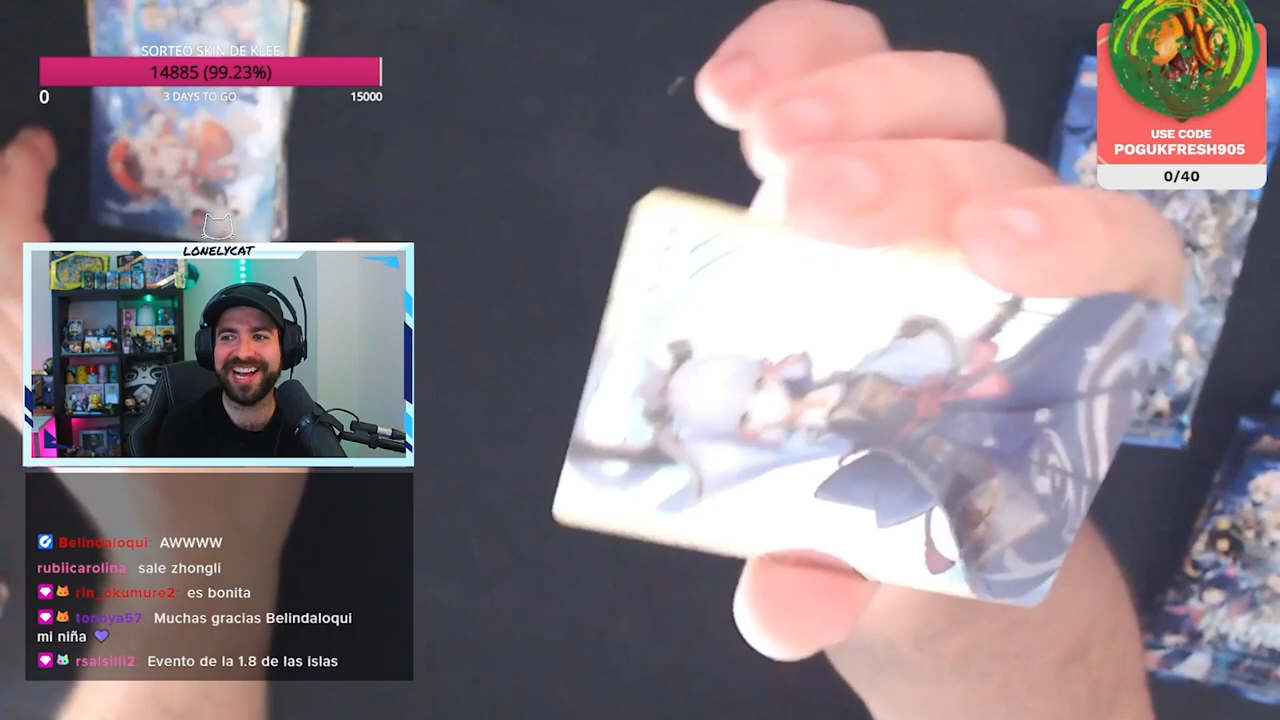 SORTEO SKIN DE KLEE
14885 (99.23%)
0
3 DAYS TO GO
15000
USE CODE
POGUKFRESH905
0/40
LONELYCAT
Belindaloqui: AWWWW
rubiicarolina: sale zhongli
rin_okumure2: es bonita
tonoya57: Muchas gracias Belindaloqui
mi niña 💜
rsalsilli2: Evento de la 1.8 de las islas